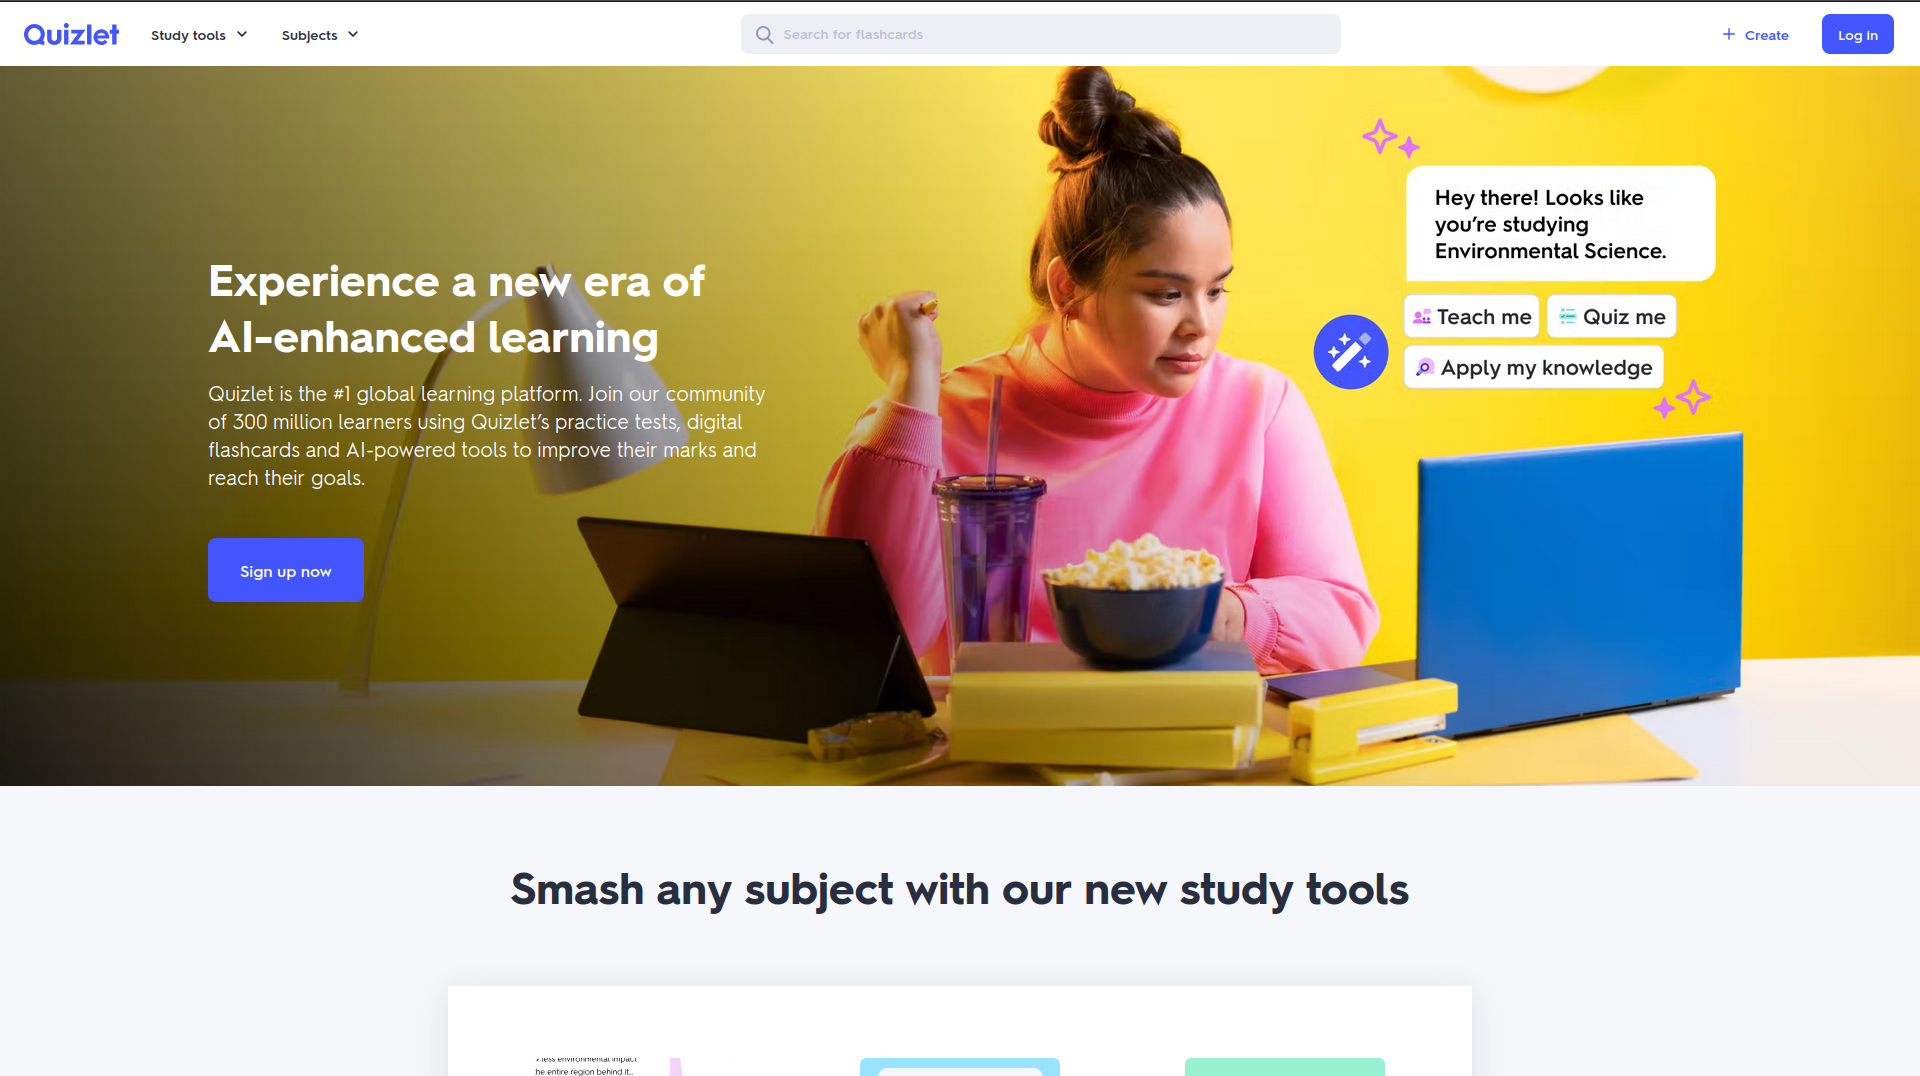 Quizlet
Study tools
Subjects
Search for flashcards
+ Create
Log In
Experience a new era of
AI-enhanced learning
Quizlet is the #1 global learning platform. Join our community
of 300 million learners using Quizlet’s practice tests, digital
flashcards and AI-powered tools to improve their marks and
reach their goals.
Sign up now
Hey there! Looks like
you’re studying
Environmental Science.
Teach me
Quiz me
Apply my knowledge
Smash any subject with our new study tools
less environmental impact
he entire region behind it...